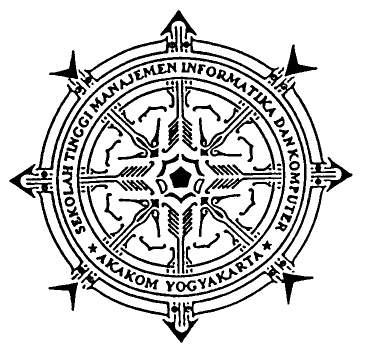 SEKOLAH TINGGI MANAJEMEN INFORMATIKA DAN KOMPUTER
★ AKAKOM YOGYAKARTA ★